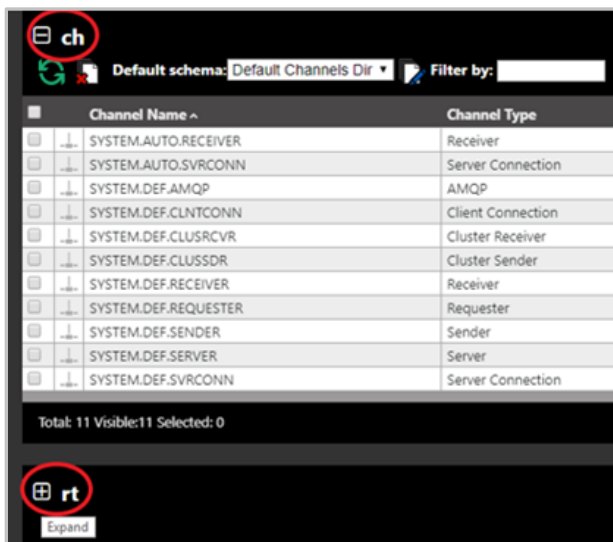 ch
Default schema: Default Channels Dir Filter by:
Channel Name Channel Type
SYSTEM.AUTO.RECEIVER Receiver
SYSTEM.AUTO.SVRCONN Server Connection
SYSTEM.DEF.AMQP AMQP
SYSTEM.DEF.CLNTCONN Client Connection
SYSTEM.DEF.CLUSRCVR Cluster Receiver
SYSTEM.DEF.CLUSSDR Cluster Sender
SYSTEM.DEF.RECEIVER Receiver
SYSTEM.DEF.REQUESTER Requester
SYSTEM.DEF.SENDER Sender
SYSTEM.DEF.SERVER Server
SYSTEM.DEF.SVRCONN Server Connection
Total: 11 Visible:11 Selected: 0
rt
Expand